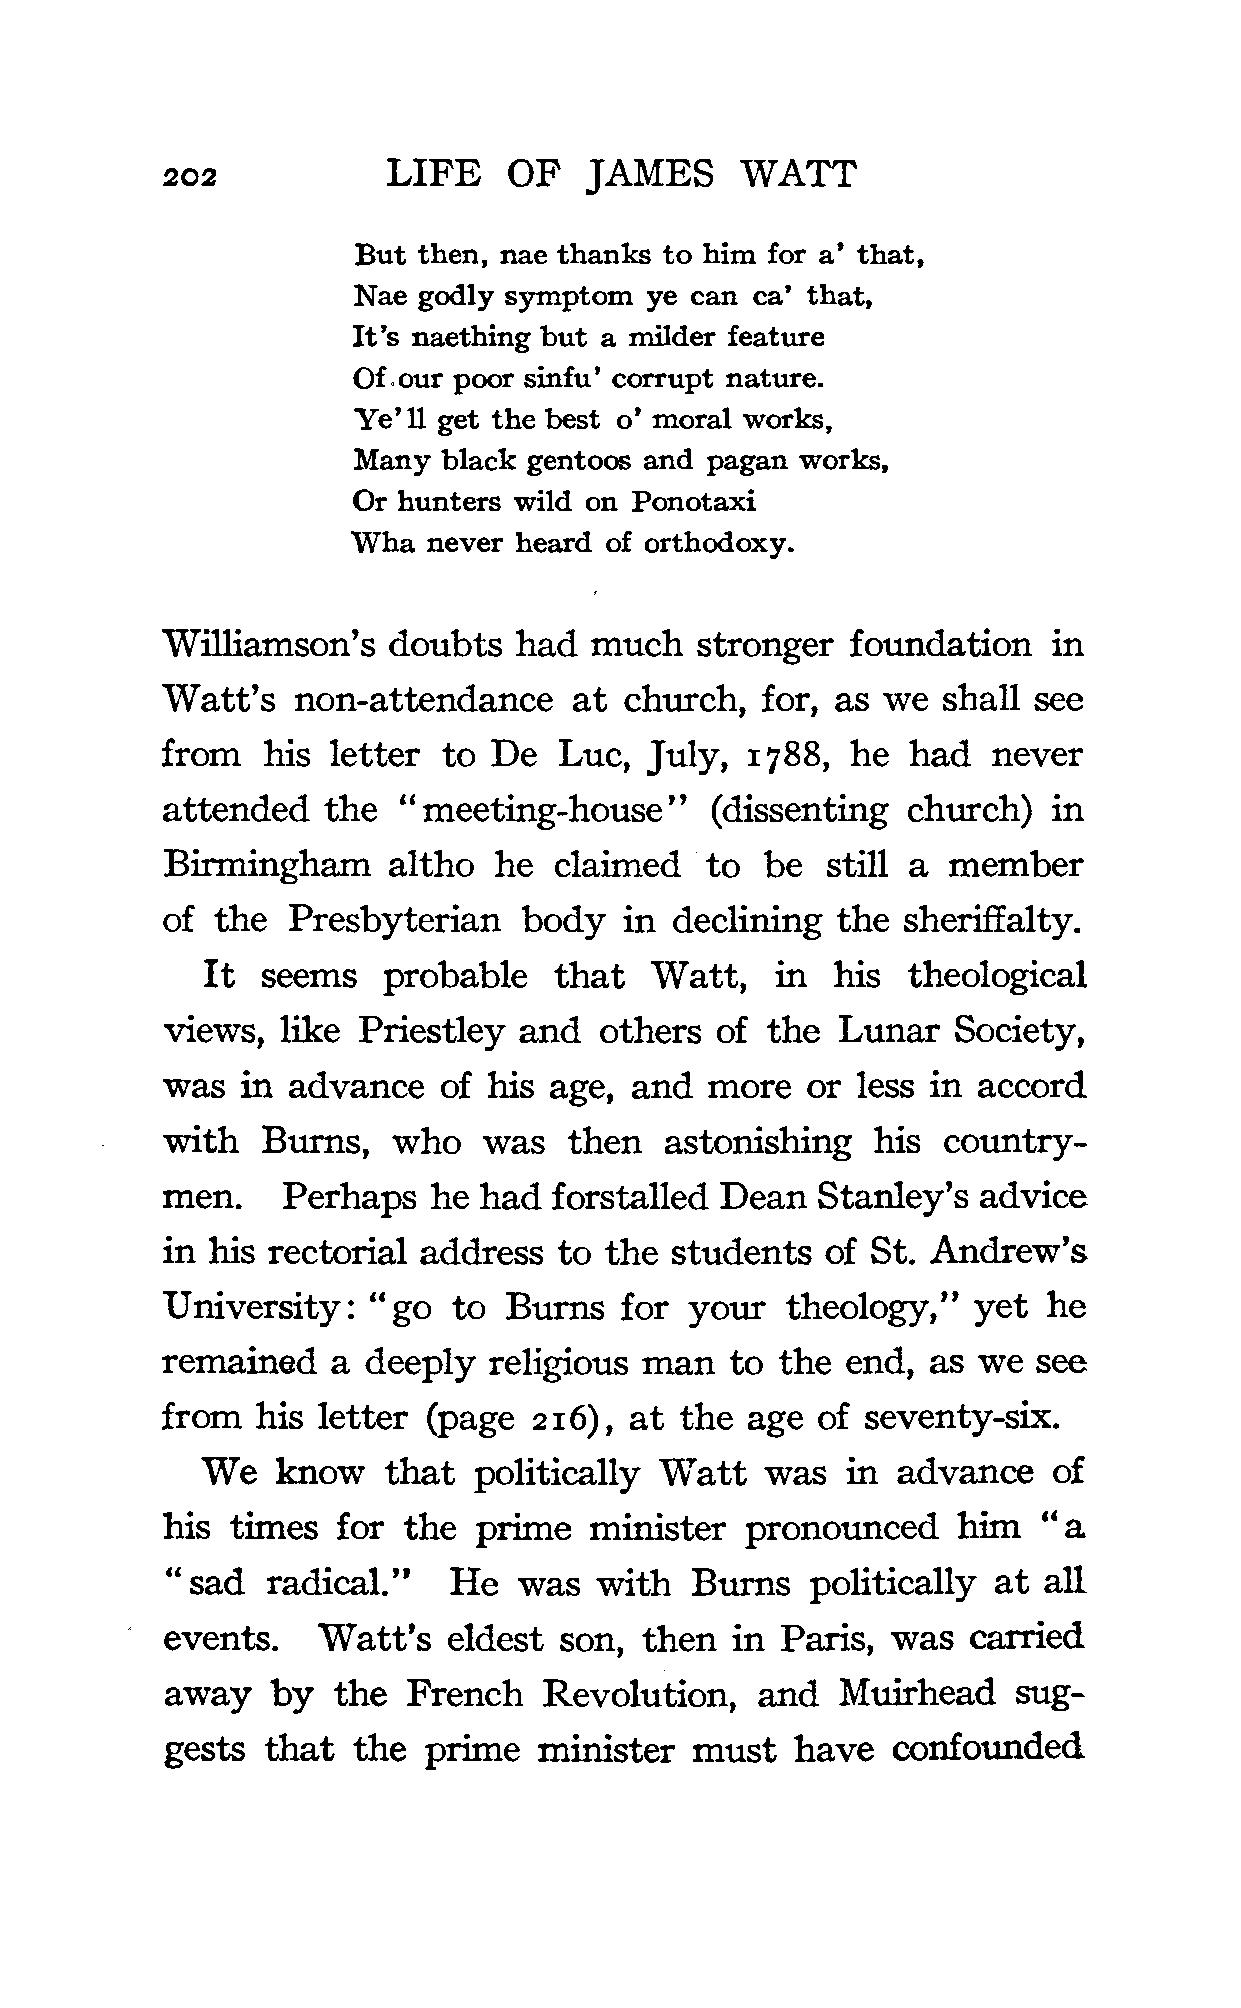 202 LIFE OF JAMES WATT
But then, nae thanks to him for a' that,
Nae godly symptom ye can ca' that,
It's naething but a milder feature
Of our poor sinfu' corrupt nature.
Ye'll get the best o' moral works,
Many black gentoos and pagan works,
Or hunters wild on Ponotaxi
Wha never heard of orthodoxy.
Williamson's doubts had much stronger foundation in
Watt's non-attendance at church, for, as we shall see
from his letter to De Luc, July, 1788, he had never
attended the "meeting-house" (dissenting church) in
Birmingham altho he claimed to be still a member
of the Presbyterian body in declining the sheriffalty.
It seems probable that Watt, in his theological
views, like Priestley and others of the Lunar Society,
was in advance of his age, and more or less in accord
with Burns, who was then astonishing his country-
men. Perhaps he had forstalled Dean Stanley's advice
in his rectorial address to the students of St. Andrew's
University: "go to Burns for your theology," yet he
remained a deeply religious man to the end, as we see
from his letter (page 216), at the age of seventy-six.
We know that politically Watt was in advance of
his times for the prime minister pronounced him "a
"sad radical." He was with Burns politically at all
events. Watt's eldest son, then in Paris, was carried
away by the French Revolution, and Muirhead sug-
gests that the prime minister must have confounded